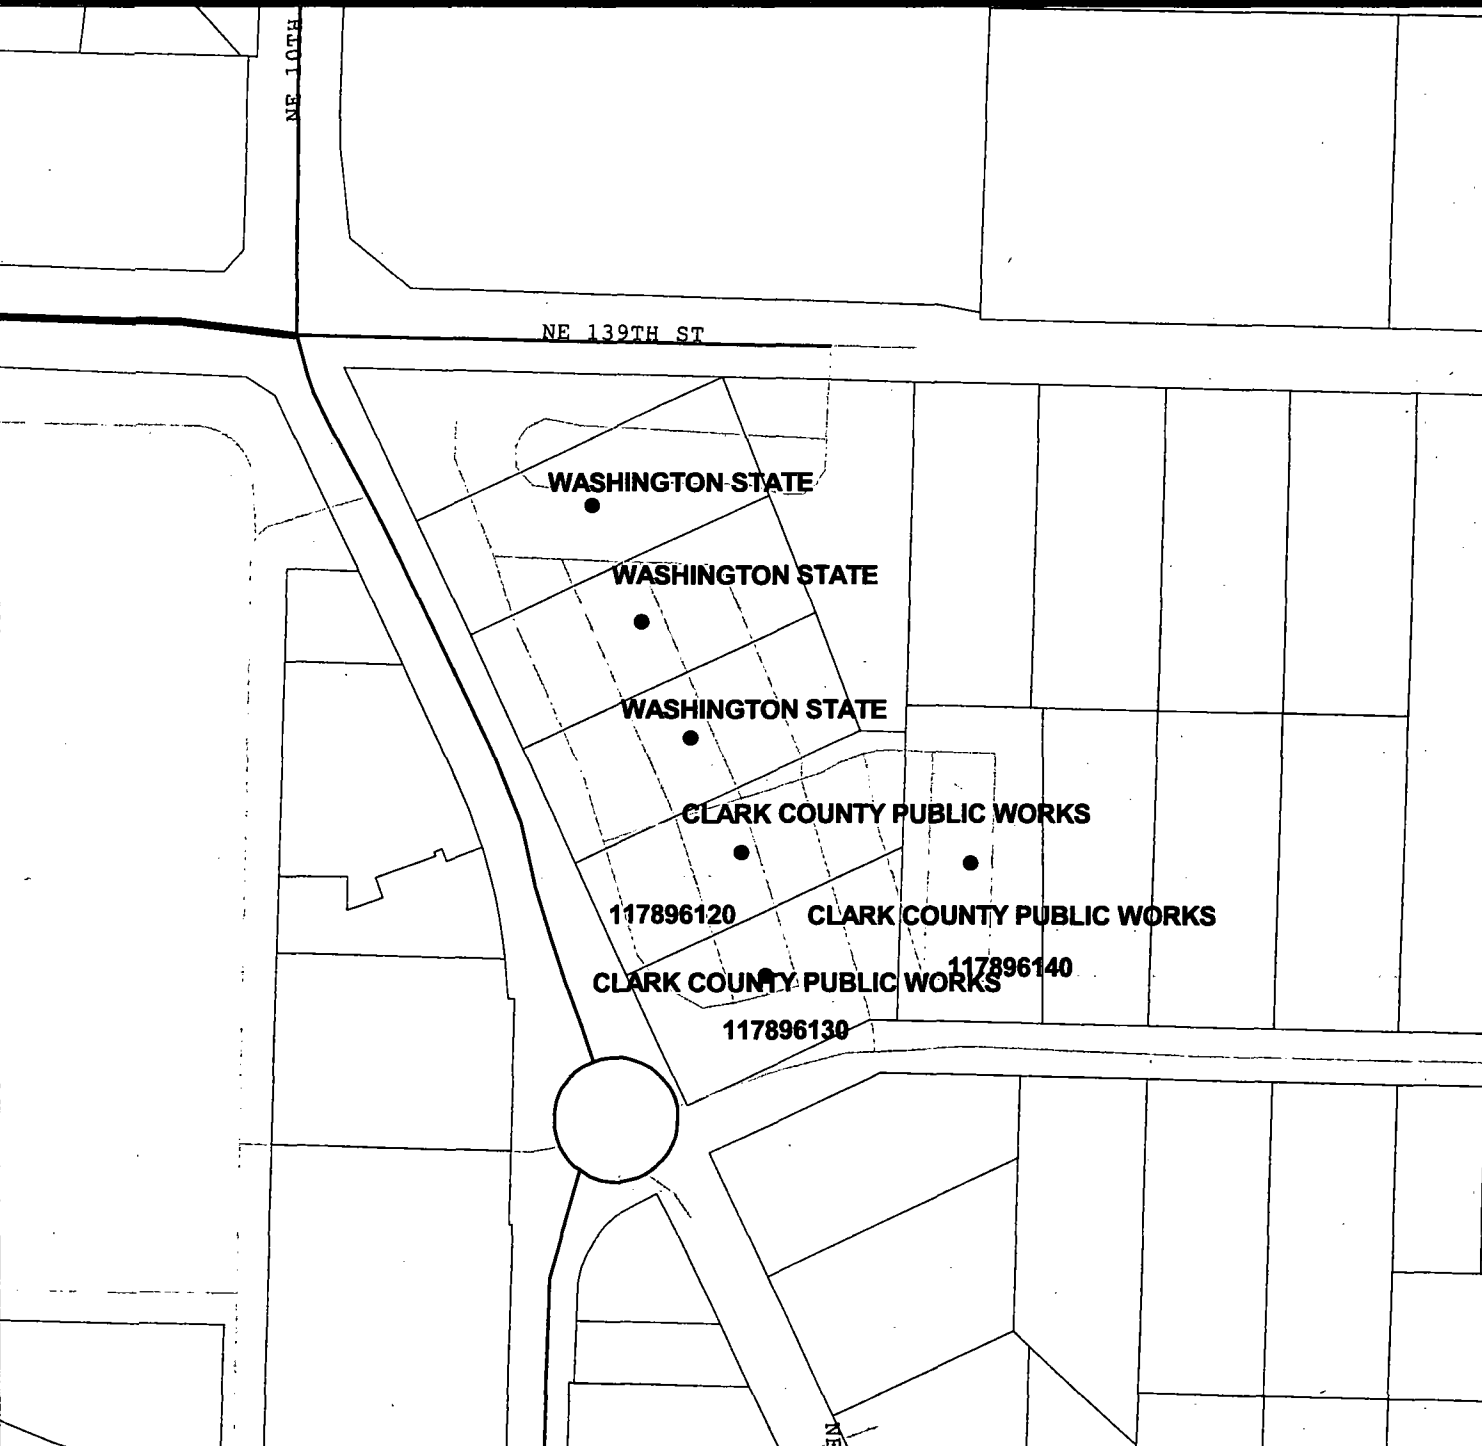 NE 10TH
NE 139TH ST
WASHINGTON STATE
WASHINGTON STATE
WASHINGTON STATE
CLARK COUNTY PUBLIC WORKS
117896120
CLARK COUNTY PUBLIC WORKS
117896140
CLARK COUNTY PUBLIC WORKS
117896130
NE